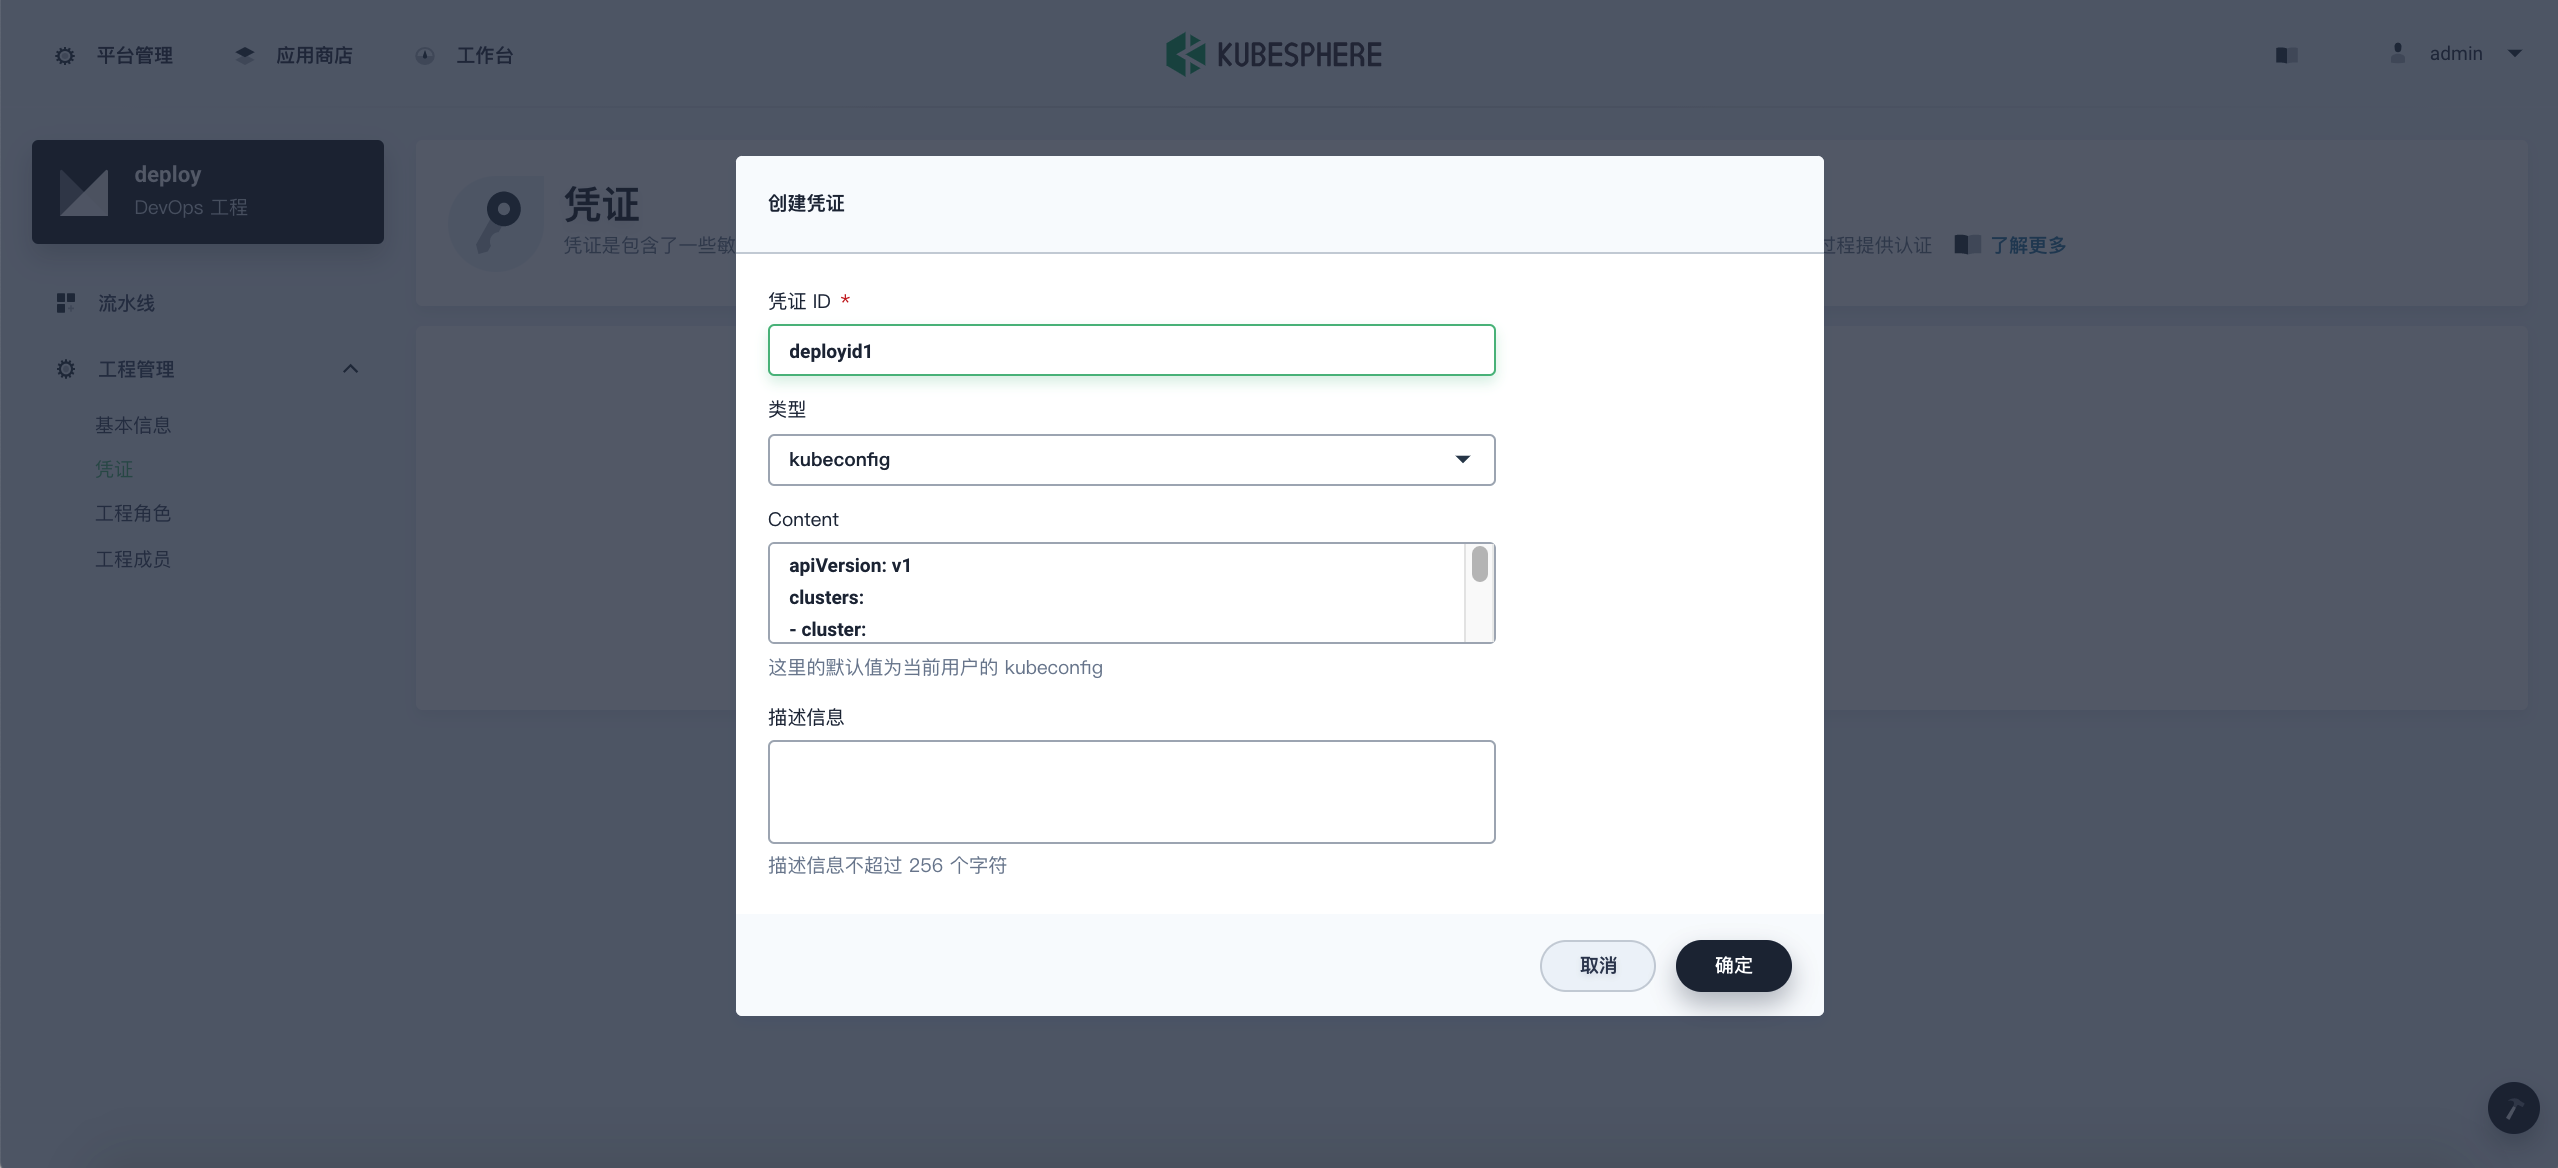 平台管理
应用商店
工作台
KUBESPHERE
admin
deploy
DevOps 工程
流水线
工程管理
基本信息
凭证
工程角色
工程成员
凭证
凭证是包含了一些敏
过程提供认证
了解更多
创建凭证
凭证 ID *
deployid1
类型
kubeconfig
Content
apiVersion: v1
clusters:
- cluster:
这里的默认值为当前用户的 kubeconfig
描述信息
描述信息不超过 256 个字符
取消
确定